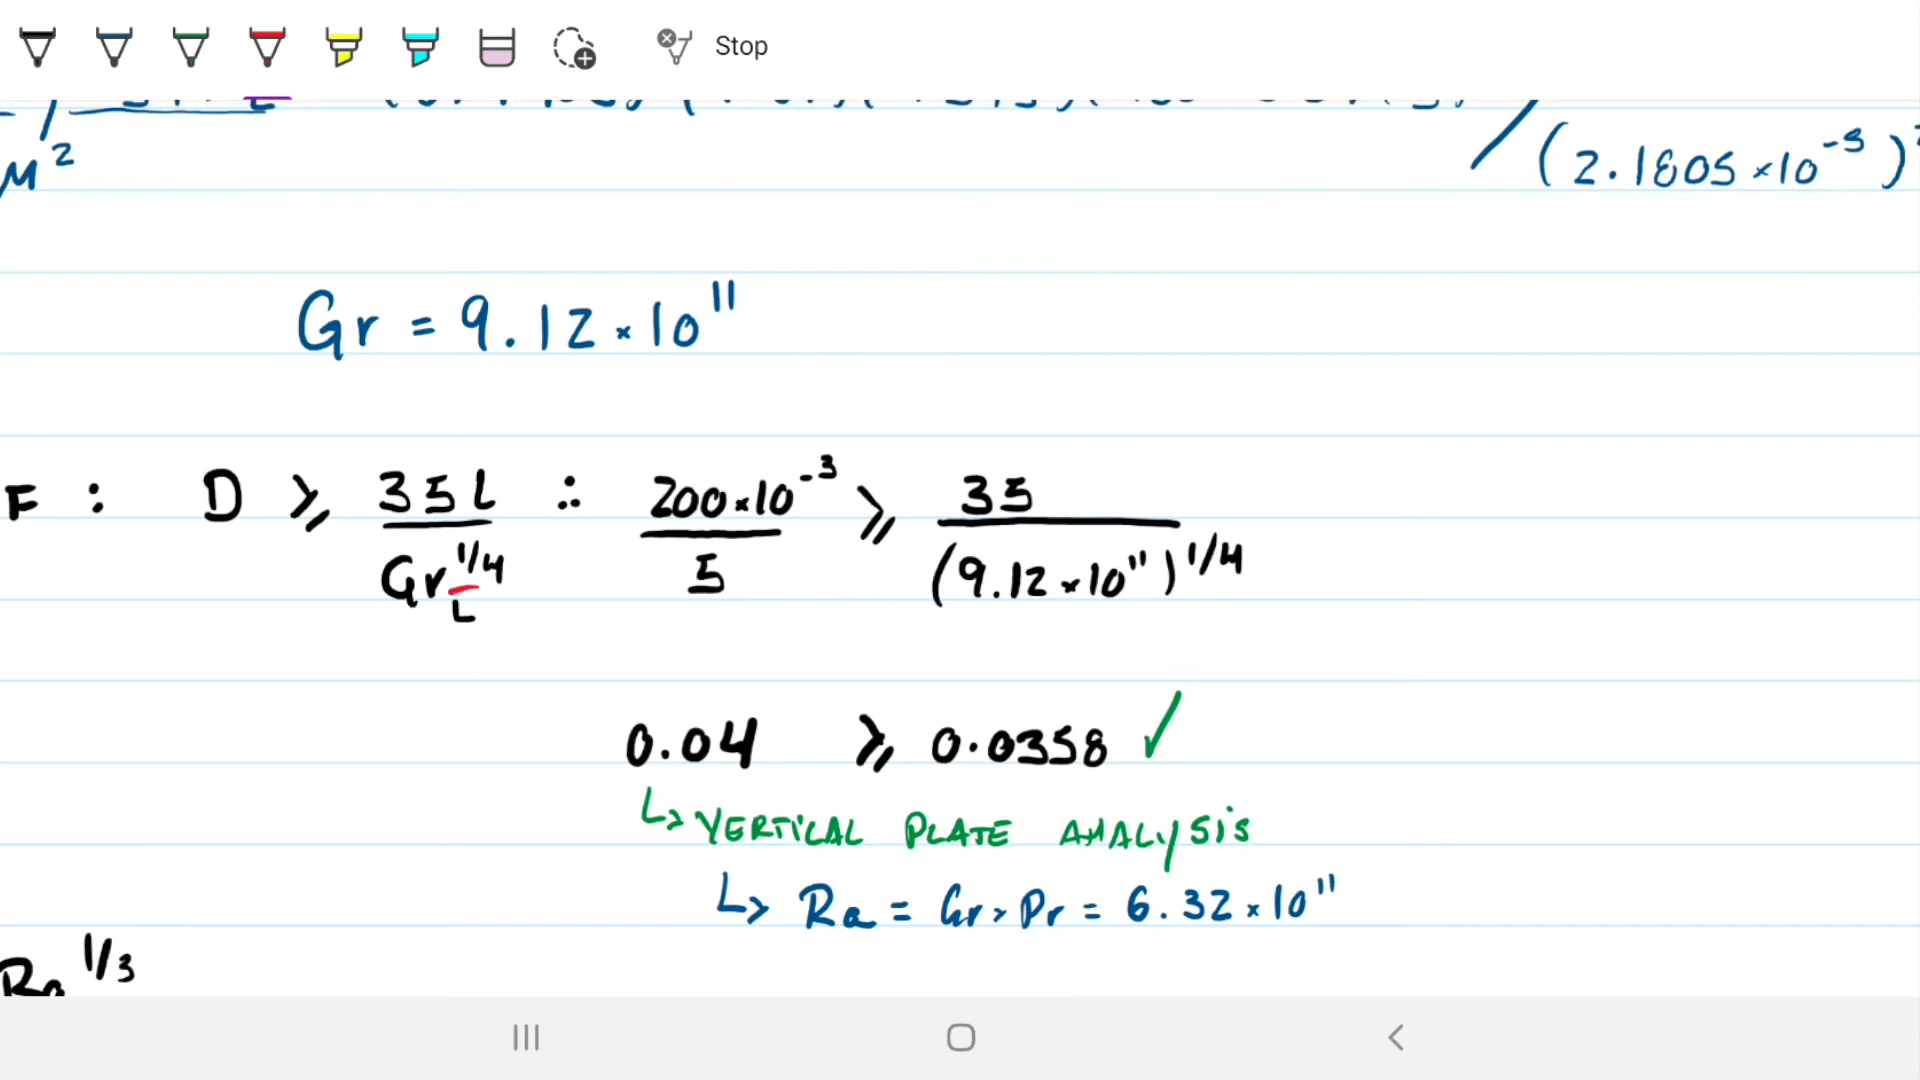 Stop
μ² / (2.1805×10⁻⁵)
Gr = 9.12×10¹¹
F : D ⩾ 35L / Gr_L^1/4 ∴ 200×10⁻³ / 5 ⩾ 35 / (9.12×10¹¹)^1/4
0.04 ⩾ 0.0358 ✓
↳ VERTICAL PLATE ANALYSIS
↳ Ra = Gr × Pr = 6.32×10¹¹
Ra^1/3